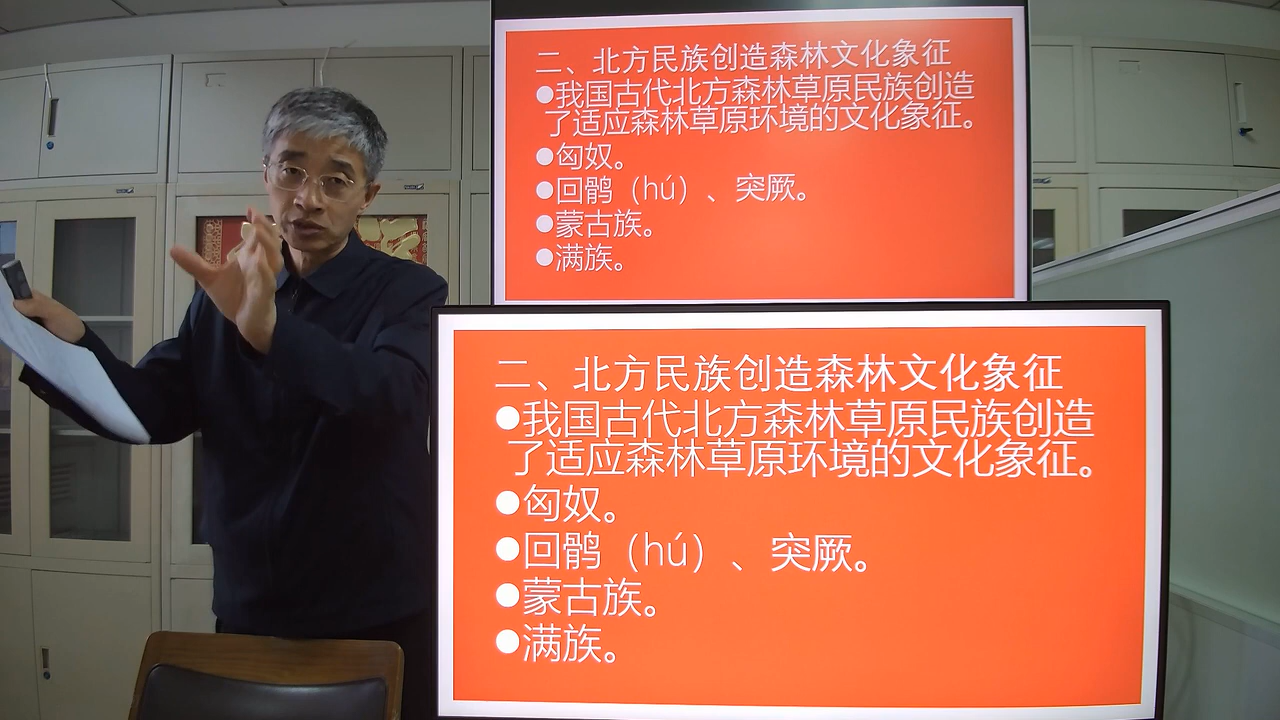 二、北方民族创造森林文化象征
●我国古代北方森林草原民族创造
了适应森林草原环境的文化象征。
●匈奴。
●回鹘（hú）、突厥。
●蒙古族。
●满族。
二、北方民族创造森林文化象征
●我国古代北方森林草原民族创造
了适应森林草原环境的文化象征。
●匈奴。
●回鹘（hú）、突厥。
●蒙古族。
●满族。